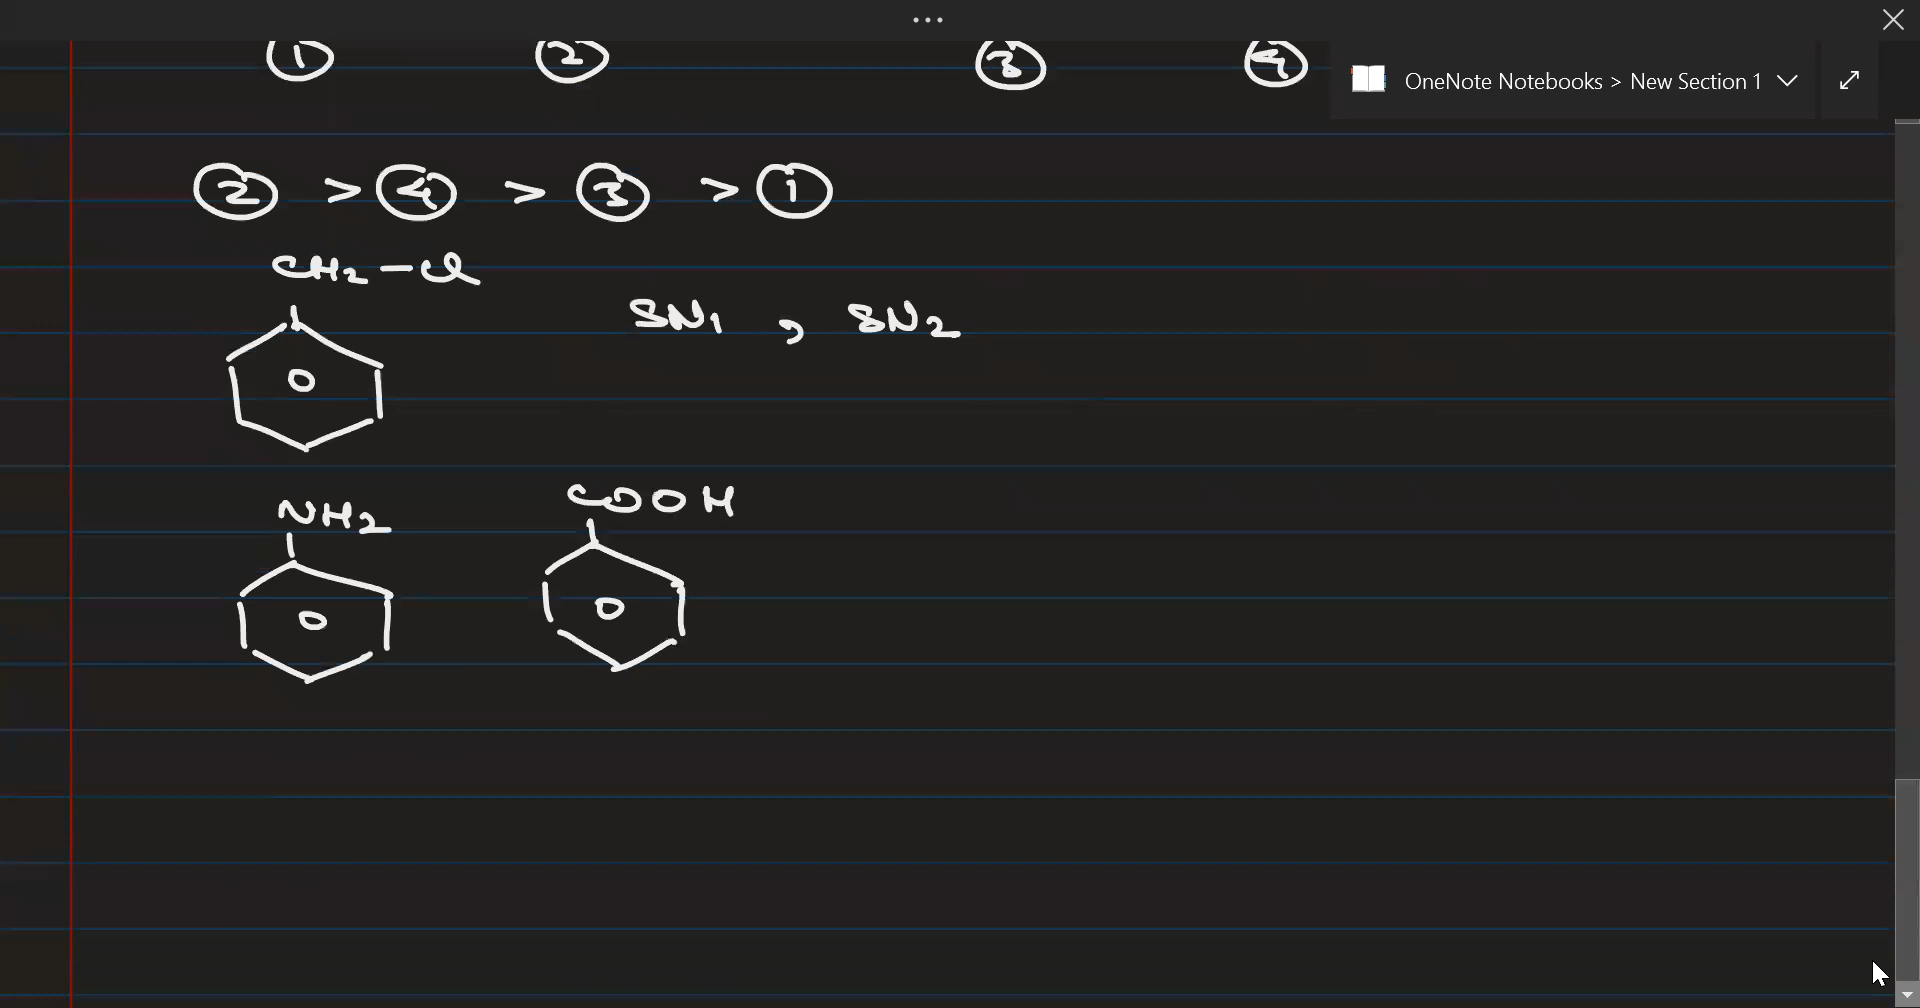 ...
① ② ③ ④
OneNote Notebooks > New Section 1
② > ④ > ③ > ①
CH2-Cl
SN1 , SN2
NH2 COOH